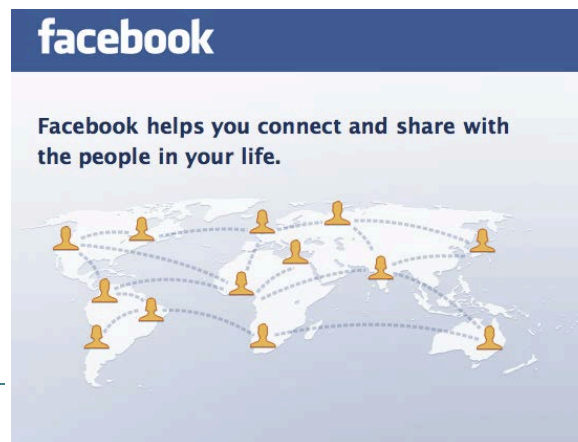 facebook
Facebook helps you connect and share with
the people in your life.